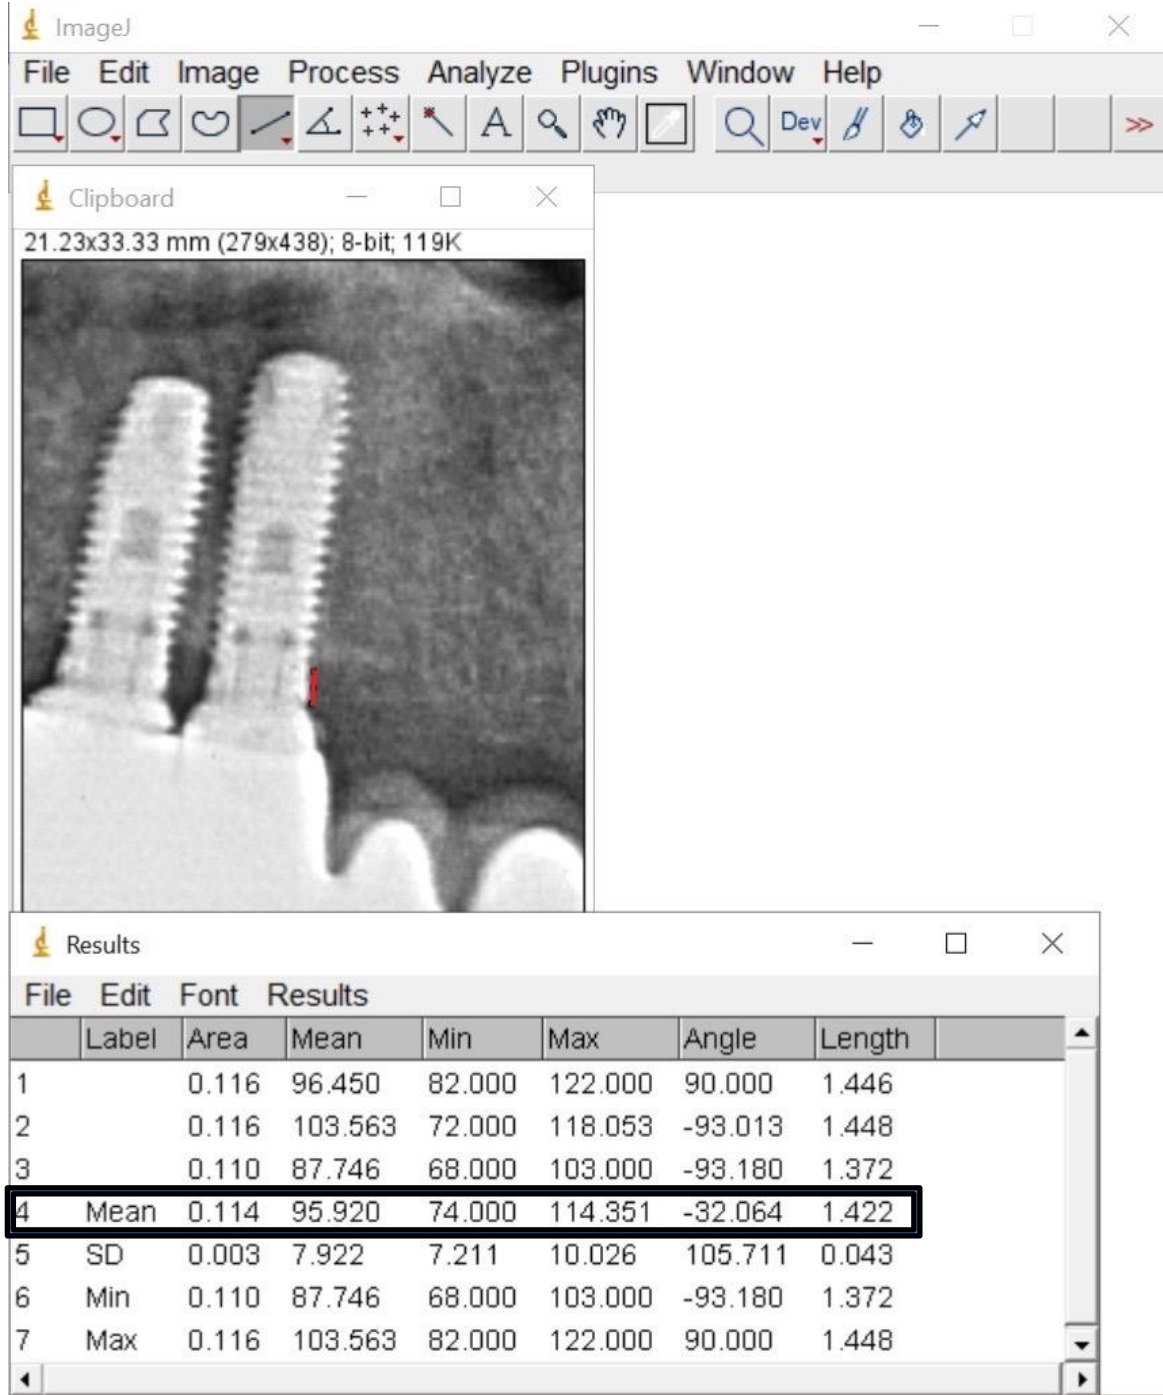 ImageJ
File Edit Image Process Analyze Plugins Window Help
A Dev >>
Clipboard
21.23x33.33 mm (279x438); 8-bit; 119K
Results
File Edit Font Results
Label Area Mean Min Max Angle Length
1 0.116 96.450 82.000 122.000 90.000 1.446
2 0.116 103.563 72.000 118.053 -93.013 1.448
3 0.110 87.746 68.000 103.000 -93.180 1.372
4 Mean 0.114 95.920 74.000 114.351 -32.064 1.422
5 SD 0.003 7.922 7.211 10.026 105.711 0.043
6 Min 0.110 87.746 68.000 103.000 -93.180 1.372
7 Max 0.116 103.563 82.000 122.000 90.000 1.448